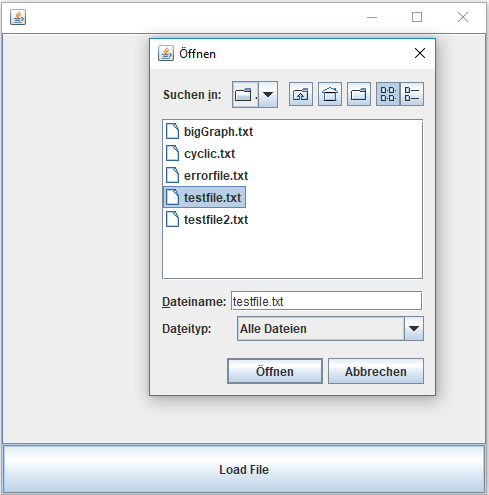 Öffnen
Suchen in: .
bigGraph.txt
cyclic.txt
errorfile.txt
testfile.txt
testfile2.txt
Dateiname: testfile.txt
Dateityp: Alle Dateien
Öffnen Abbrechen
Load File